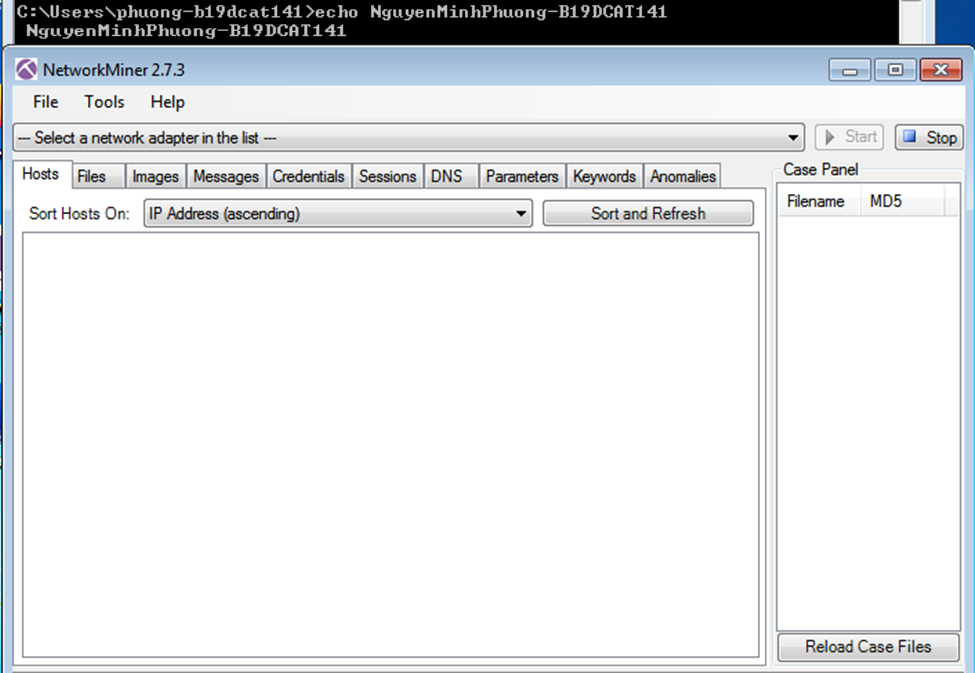 C:\Users\phuong-b19dcat141>echo NguyenMinhPhuong-B19DCAT141
NguyenMinhPhuong-B19DCAT141
NetworkMiner 2.7.3
File Tools Help
--- Select a network adapter in the list --- Start Stop
Hosts Files Images Messages Credentials Sessions DNS Parameters Keywords Anomalies Case Panel
Sort Hosts On: IP Address (ascending) Sort and Refresh Filename MD5
Reload Case Files